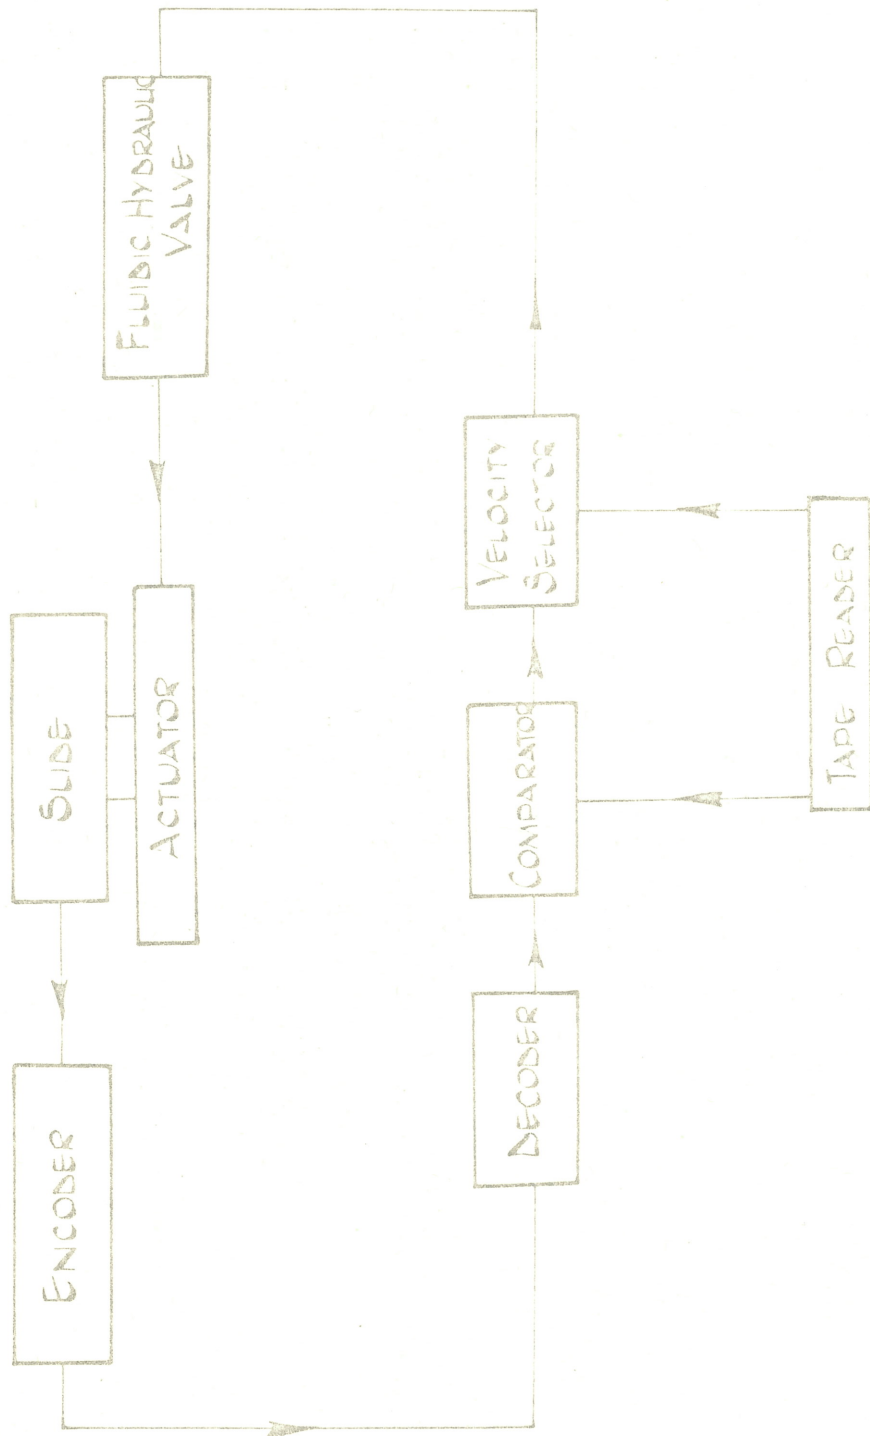 ENCODER
SLIDE
ACTUATOR
FLUIDIC HYDRAULIC
VALVE
DECODER
COMPARATOR
VELOCITY
SELECTOR
TAPE READER